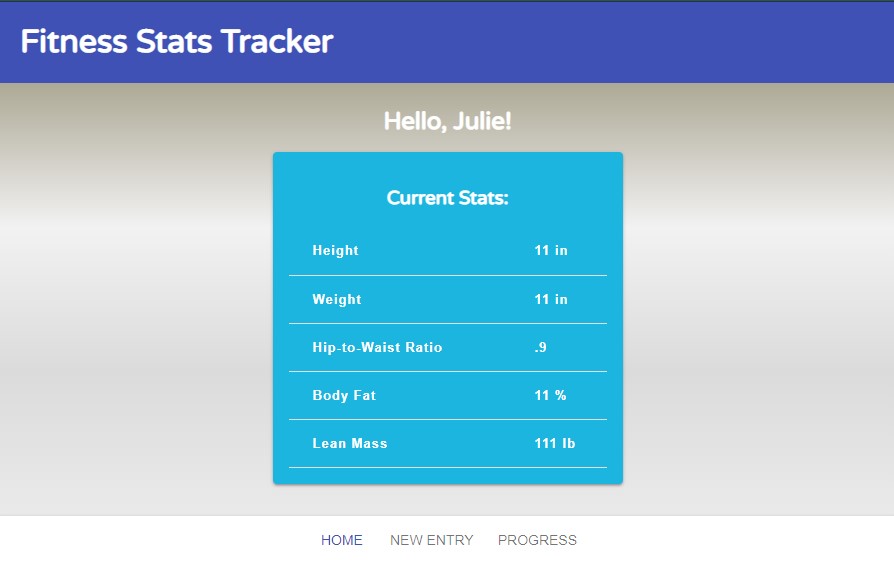 Fitness Stats Tracker
Hello, Julie!
Current Stats:
Height 11 in
Weight 11 in
Hip-to-Waist Ratio .9
Body Fat 11 %
Lean Mass 111 lb
HOME NEW ENTRY PROGRESS